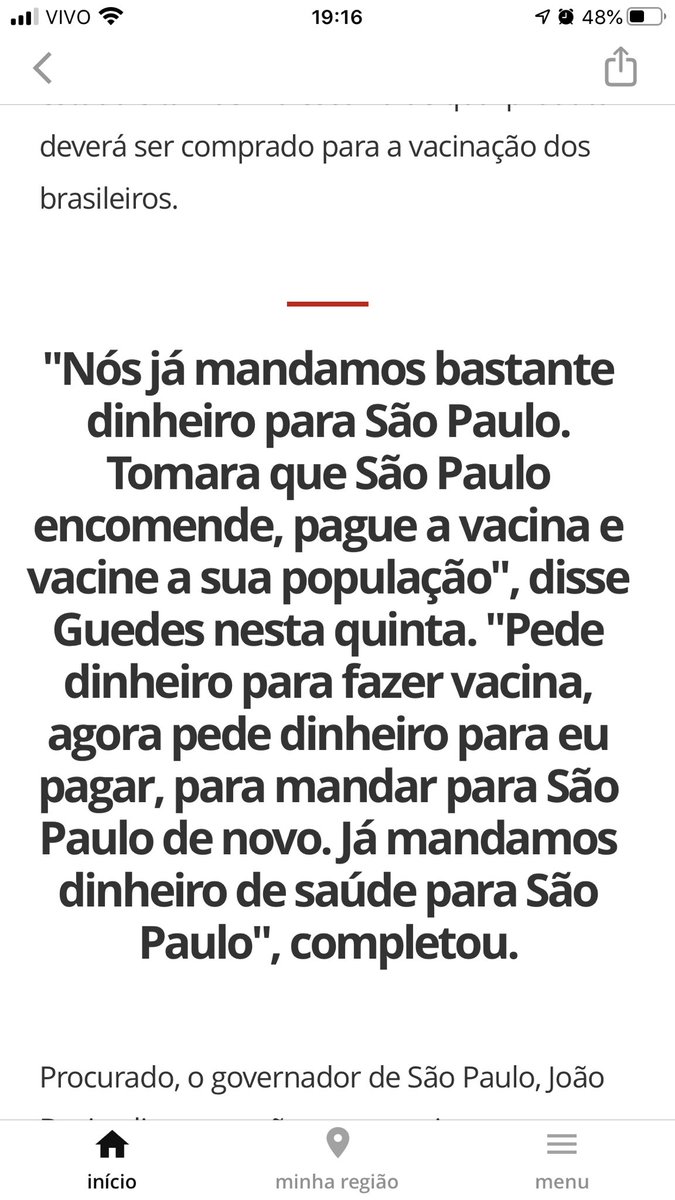 VIVO 19:16 48%
deverá ser comprado para a vacinação dos
brasileiros.
"Nós já mandamos bastante
dinheiro para São Paulo.
Tomara que São Paulo
encomende, pague a vacina e
vacine a sua população", disse
Guedes nesta quinta. "Pede
dinheiro para fazer vacina,
agora pede dinheiro para eu
pagar, para mandar para São
Paulo de novo. Já mandamos
dinheiro de saúde para São
Paulo", completou.
Procurado, o governador de São Paulo, João
início minha região menu